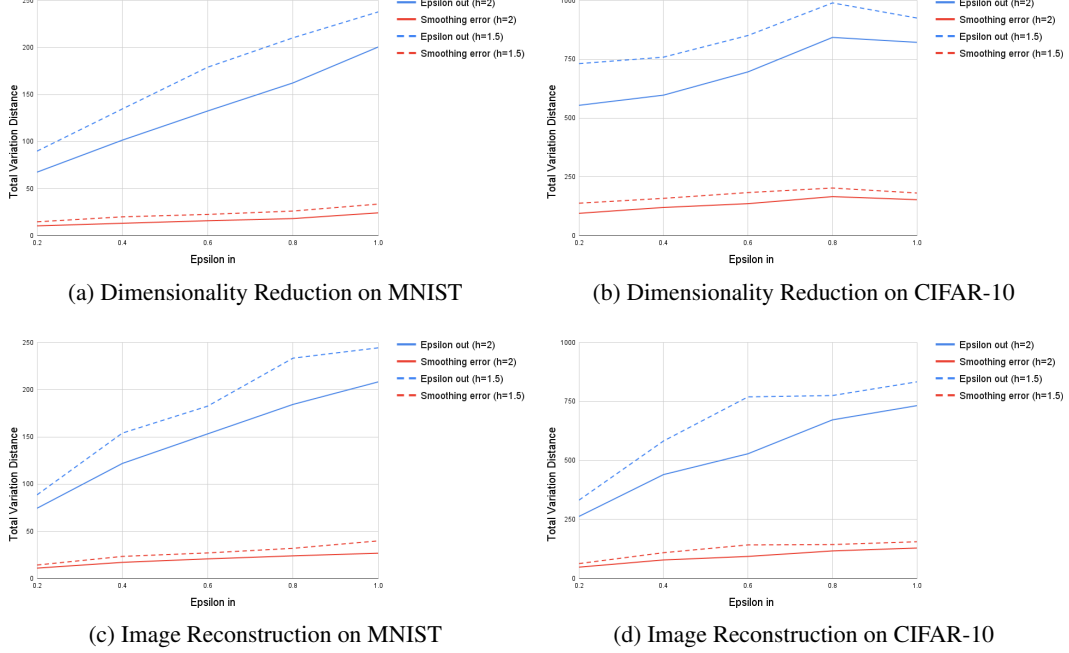 Epsilon out (h=2)
Smoothing error (h=2)
Epsilon out (h=1.5)
Smoothing error (h=1.5)
200
150
100
50
0
0.2 0.4 0.6 0.8 1.0
Total Variation Distance
Epsilon in
(a) Dimensionality Reduction on MNIST
1000
Epsilon out (h=2)
Smoothing error (h=2)
Epsilon out (h=1.5)
Smoothing error (h=1.5)
750
500
250
0
0.2 0.4 0.6 0.8 1.0
Total Variation Distance
Epsilon in
(b) Dimensionality Reduction on CIFAR-10
250
200
150
100
50
0
0.2 0.4 0.6 0.8 1.0
Total Variation Distance
Epsilon in
Epsilon out (h=2)
Smoothing error (h=2)
Epsilon out (h=1.5)
Smoothing error (h=1.5)
(c) Image Reconstruction on MNIST
1000
750
500
250
0
0.2 0.4 0.6 0.8 1.0
Total Variation Distance
Epsilon in
Epsilon out (h=2)
Smoothing error (h=2)
Epsilon out (h=1.5)
Smoothing error (h=1.5)
(d) Image Reconstruction on CIFAR-10